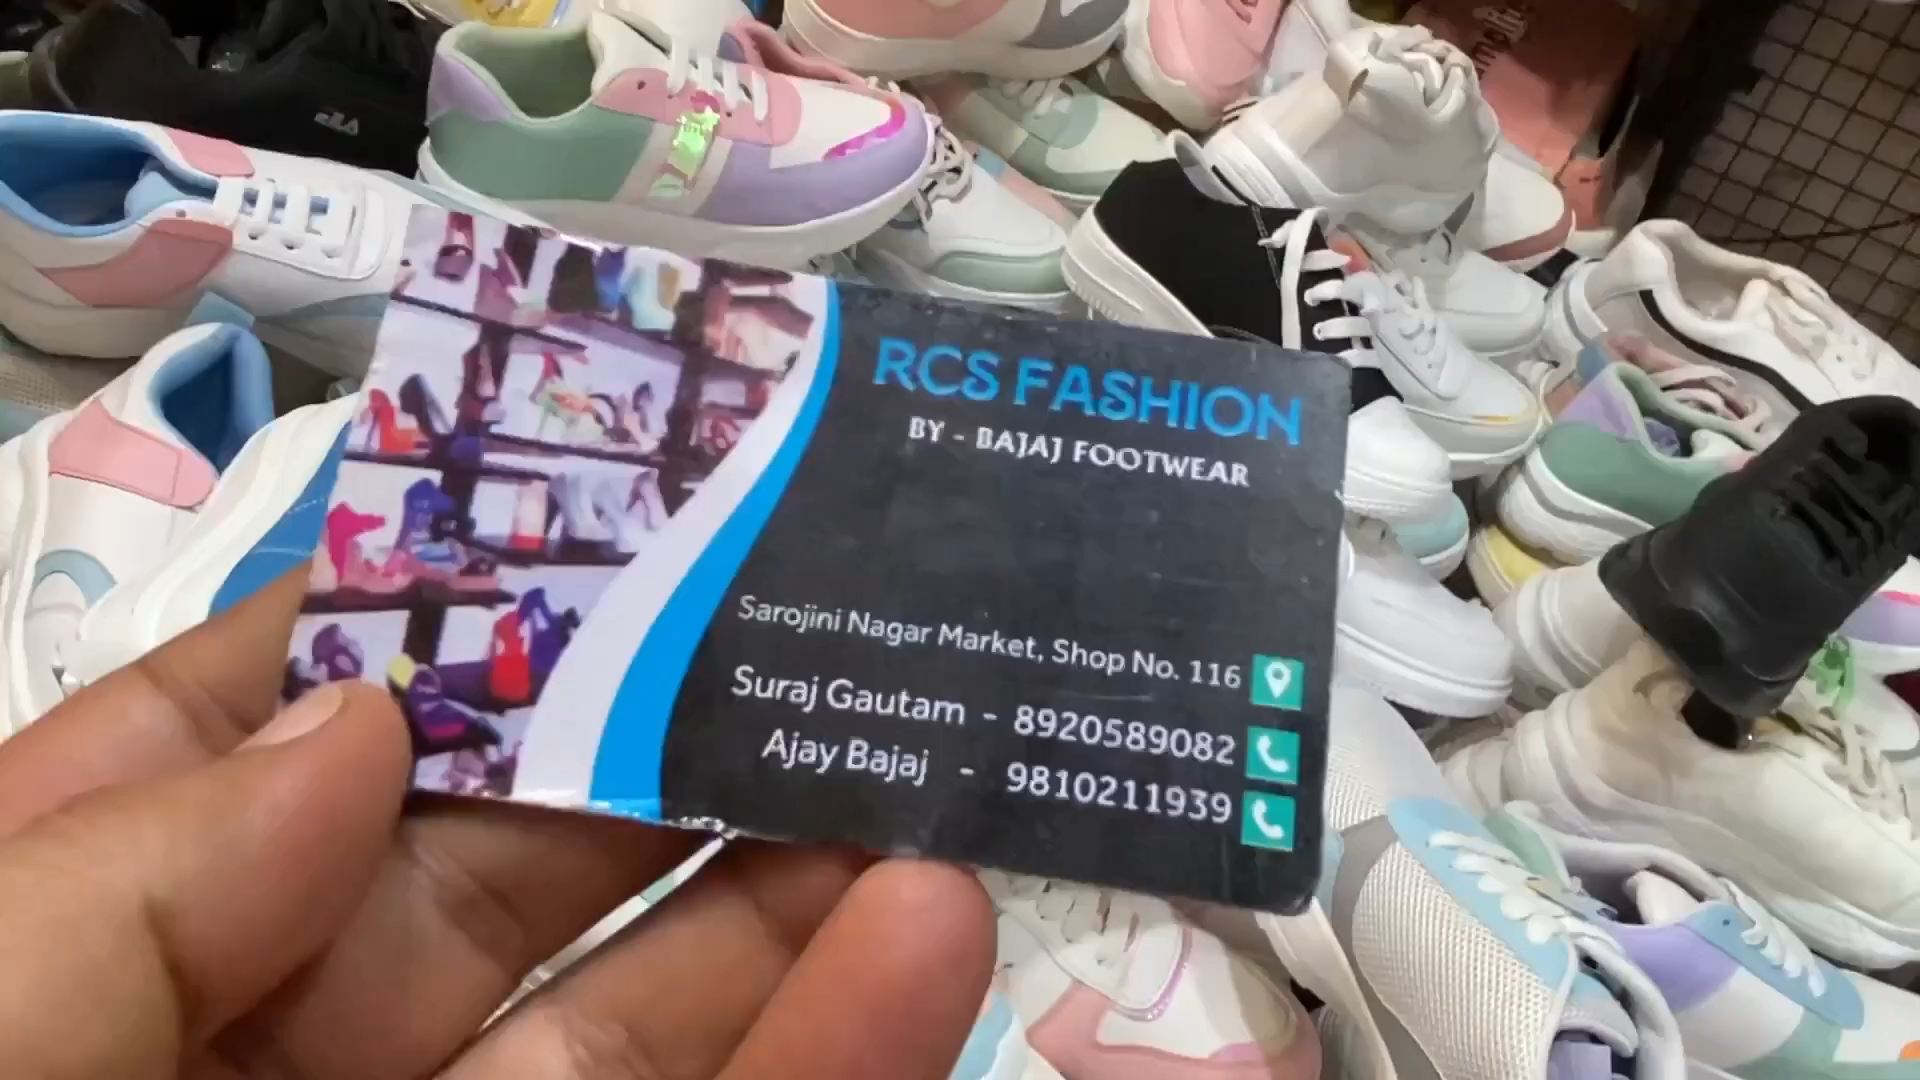 RCS FASHION
BY - BAJAJ FOOTWEAR
Sarojini Nagar Market, Shop No. 116
Suraj Gautam - 8920589082
Ajay Bajaj - 9810211939